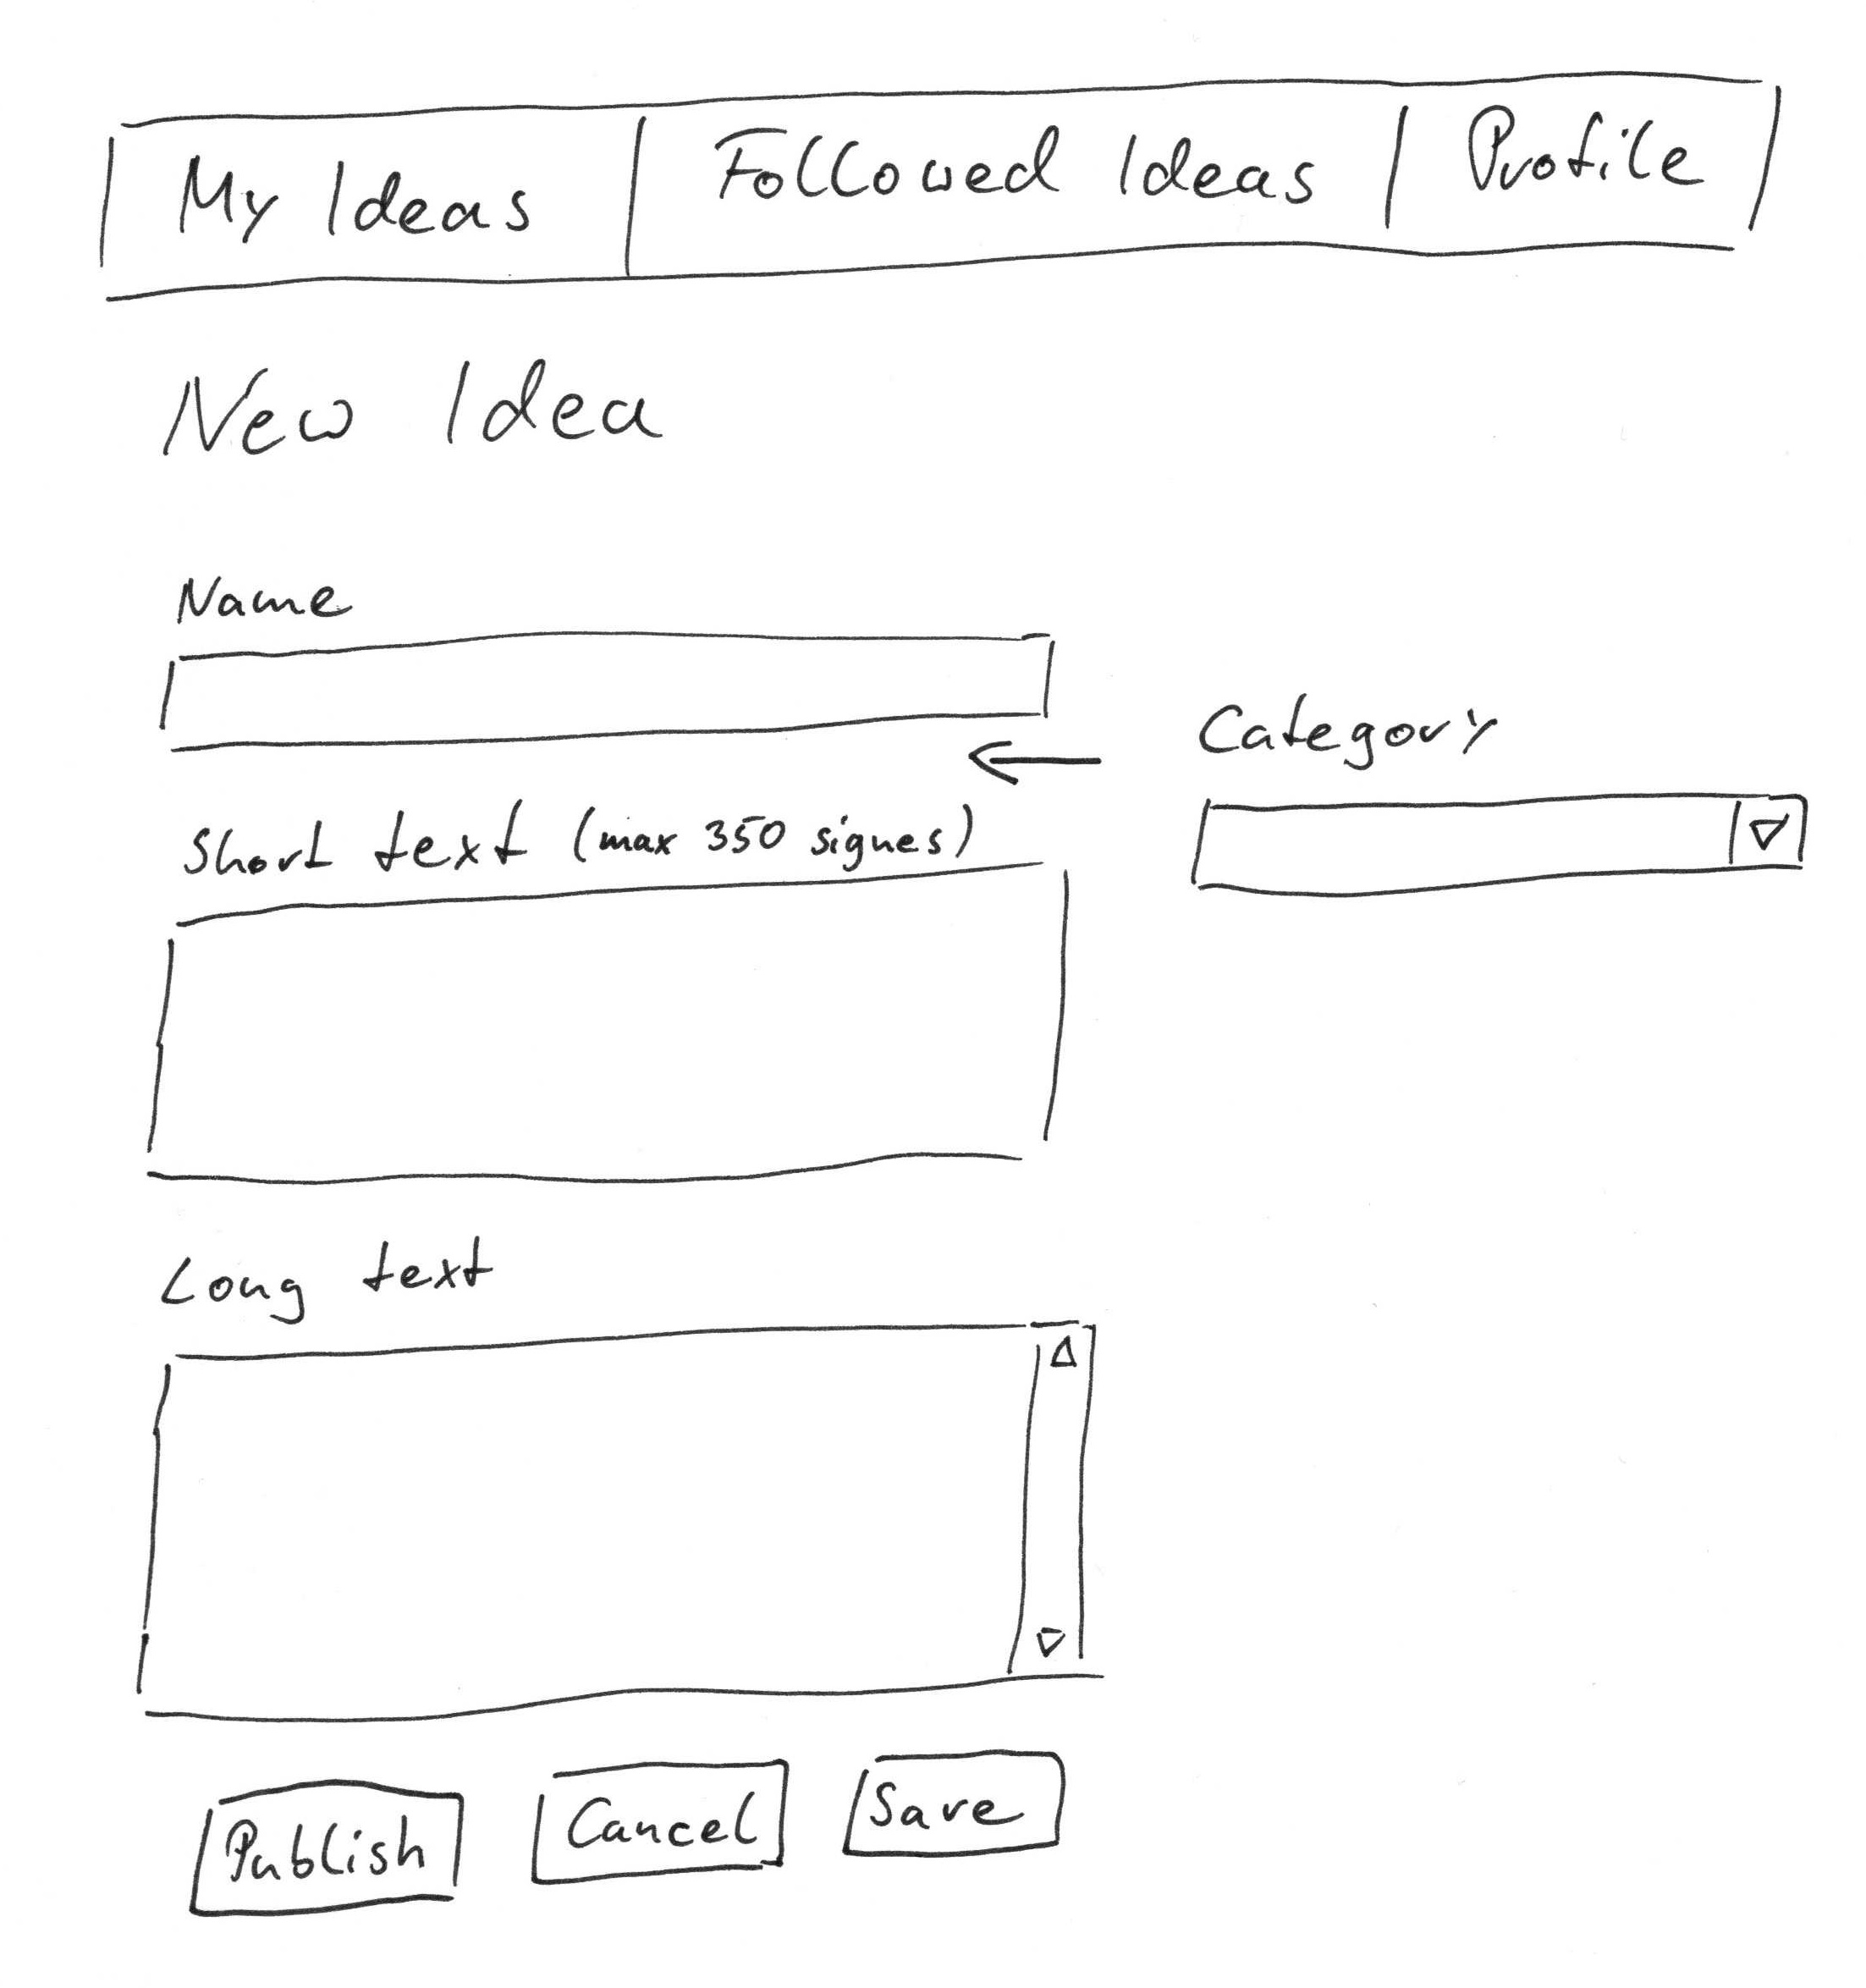 My Ideas Followed Ideas Profile
New Idea
Name
Category
Short text (max 350 signes)
Long text
Publish Cancel Save